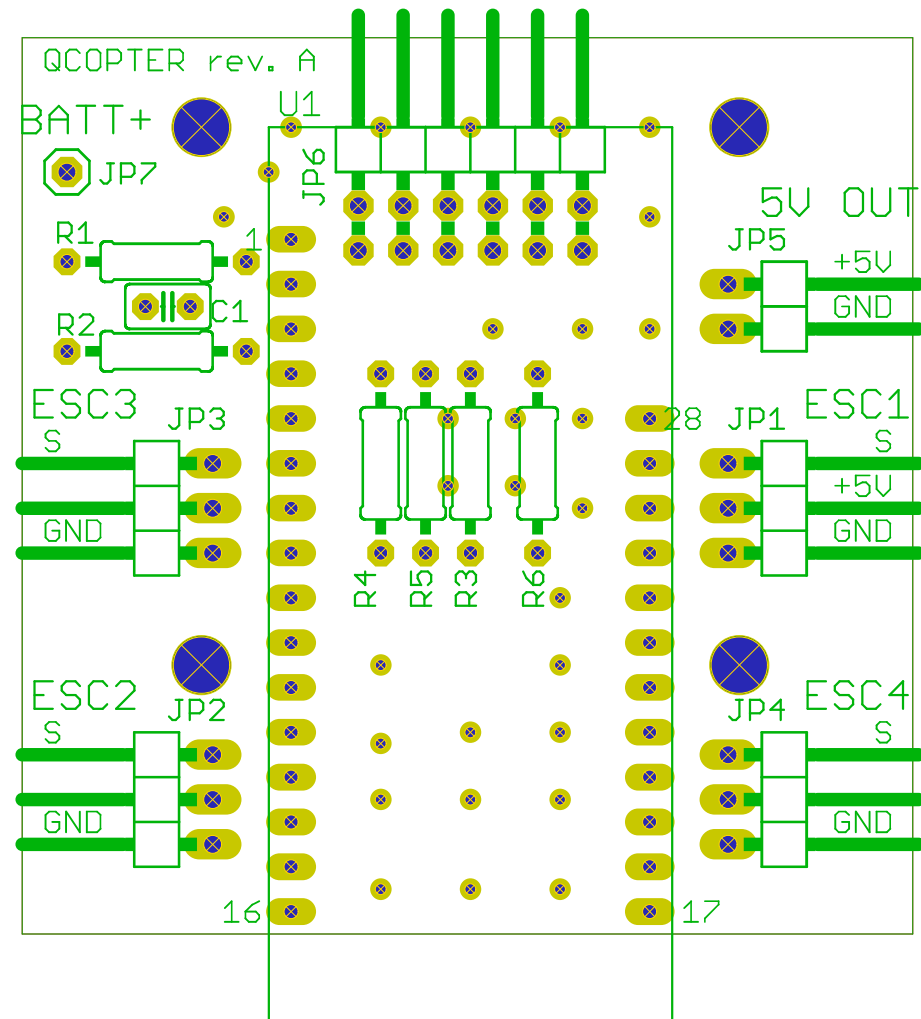 QCOPTER rev. A
U1
BATT+
JP7
JP6
5V OUT
R1
1
JP5
+5V
C1
GND
R2
ESC3
ESC1
JP3
28
JP1
S
S
+5V
GND
GND
R4
R5
R3
R6
ESC2
ESC4
JP2
JP4
S
S
GND
GND
16
17